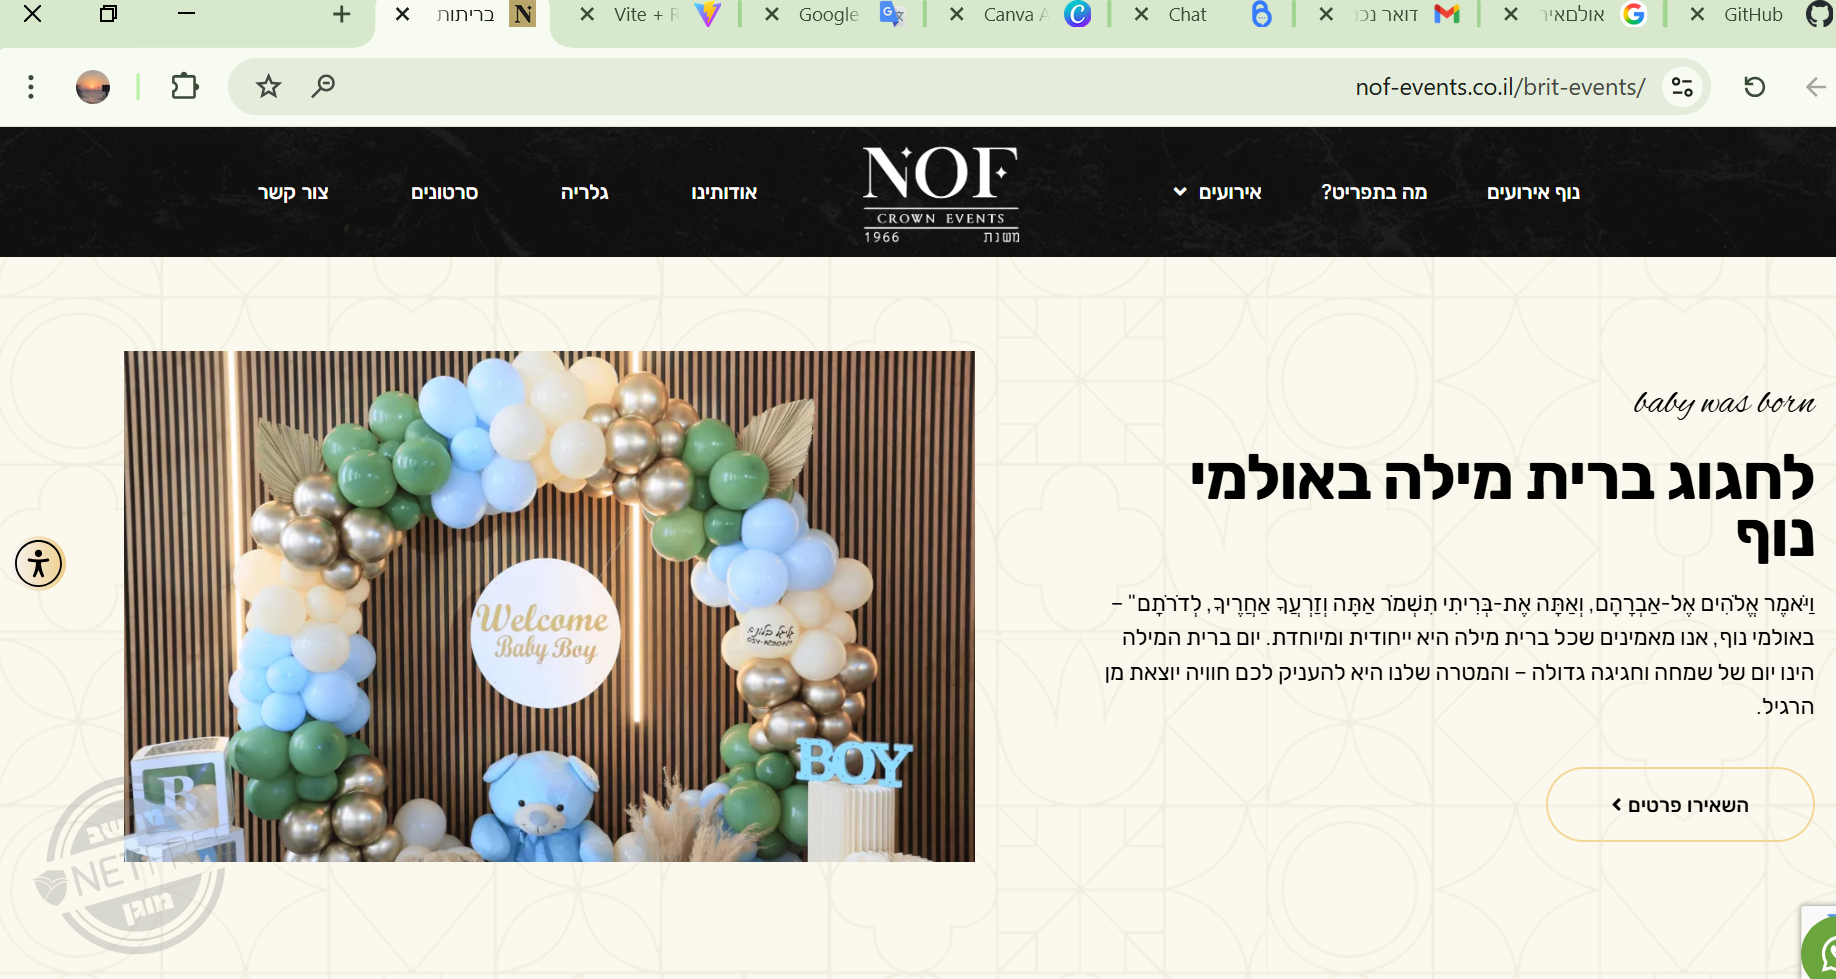 בריתות
Vite + R
Google
Canva A
Chat
דואר נכנ
אולםאיר
GitHub
nof-events.co.il/brit-events/
נוף אירועים
מה בתפריט?
אירועים
NOF
CROWN EVENTS
משנת 1966
אודותינו
גלריה
סרטונים
צור קשר
baby was born
לחגוג ברית מילה באולמי
נוף
וַיֹּאמֶר אֱלֹהִים אֶל-אַבְרָהָם, וְאַתָּה אֶת-בְּרִיתִי תִשְׁמֹר אַתָּה וְזַרְעֲךָ אַחֲרֶיךָ, לְדֹרֹתָם" –
באולמי נוף, אנו מאמינים שכל ברית מילה היא ייחודית ומיוחדת. יום ברית המילה
הינו יום של שמחה וחגיגה גדולה – והמטרה שלנו היא להעניק לכם חוויה יוצאת מן
הרגיל.
השאירו פרטים
Welcome
Baby Boy
BOY
B
מוגן